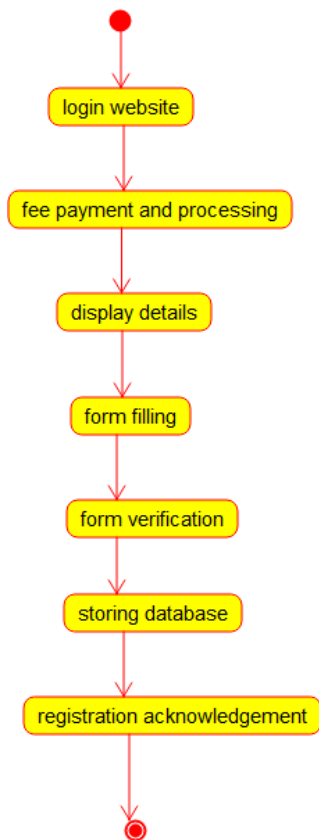 login website
fee payment and processing
display details
form filling
form verification
storing database
registration acknowledgement